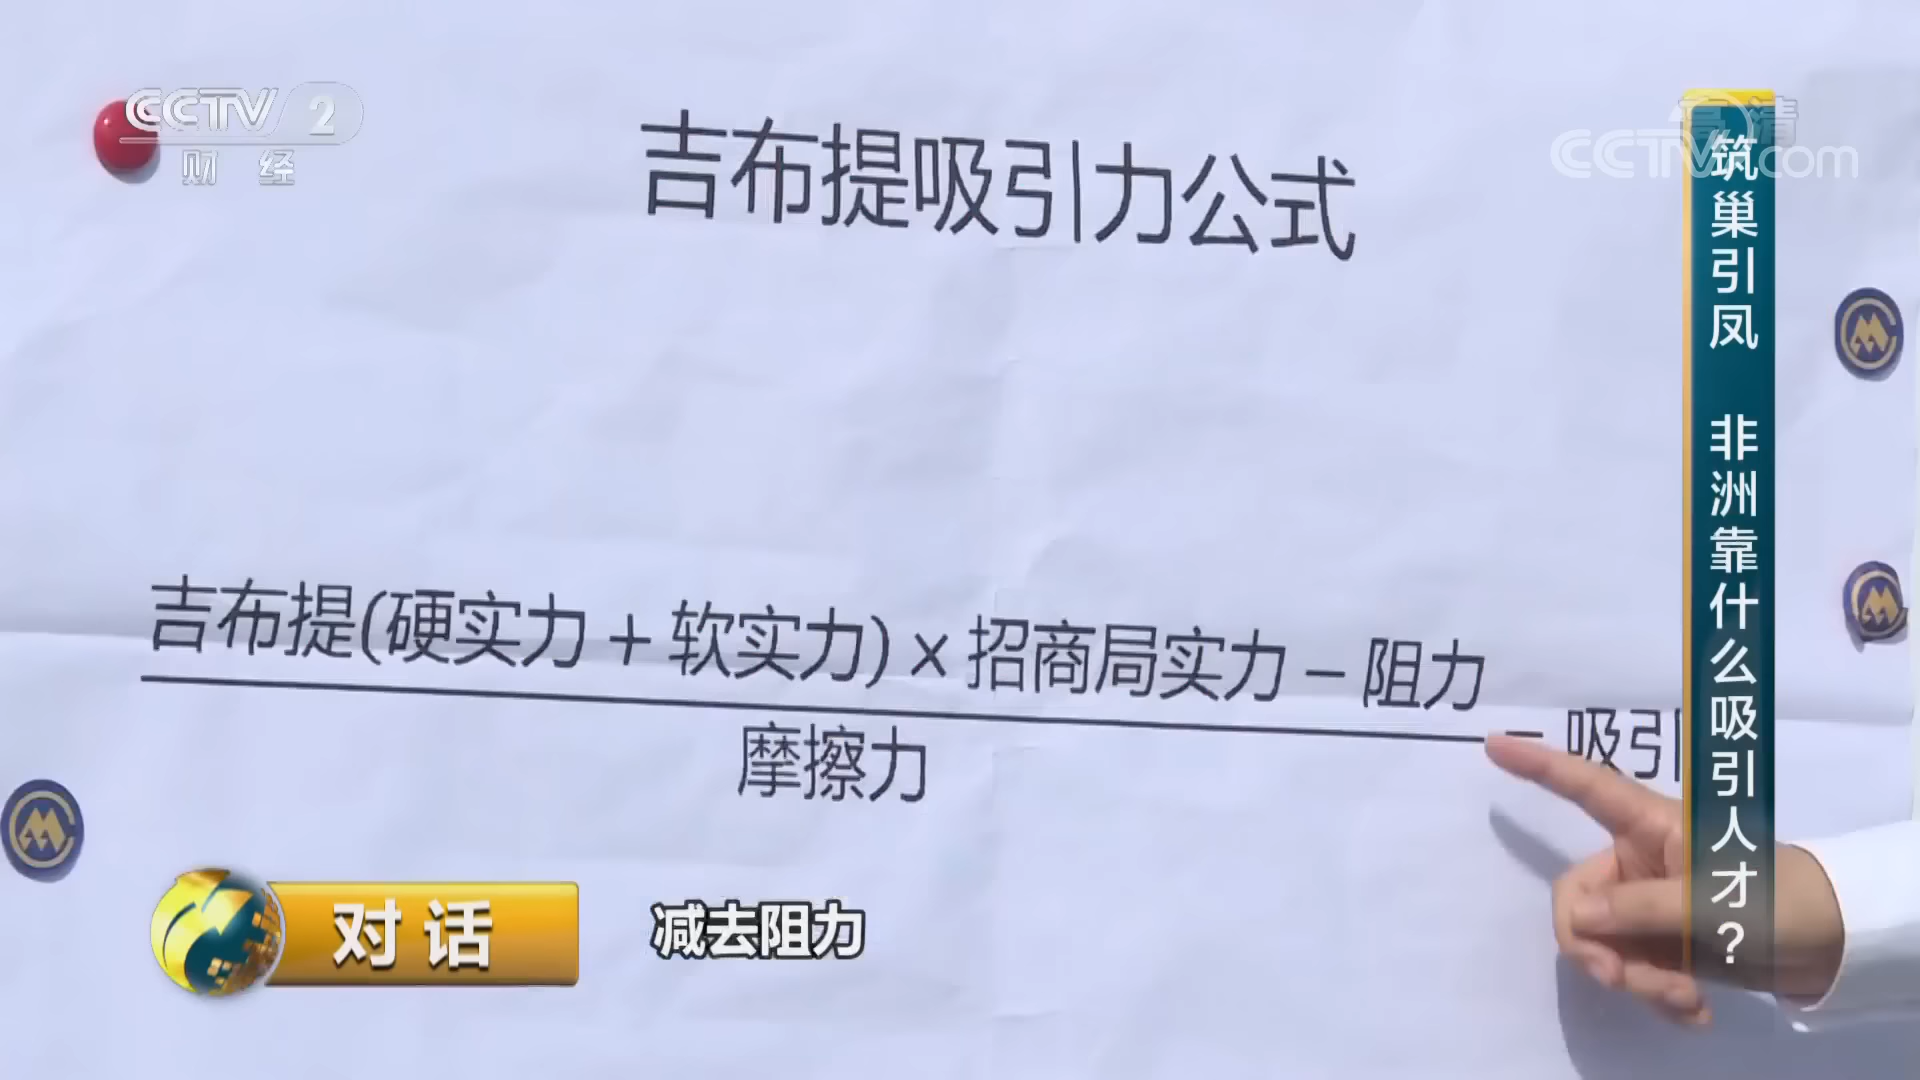 CCTV 2
财 经
高清
CCTV.com
吉布提吸引力公式
吉布提(硬实力 + 软实力) × 招商局实力 – 阻力
摩擦力
= 吸引
筑巢引凤 非洲靠什么吸引人才？
对话
减去阻力